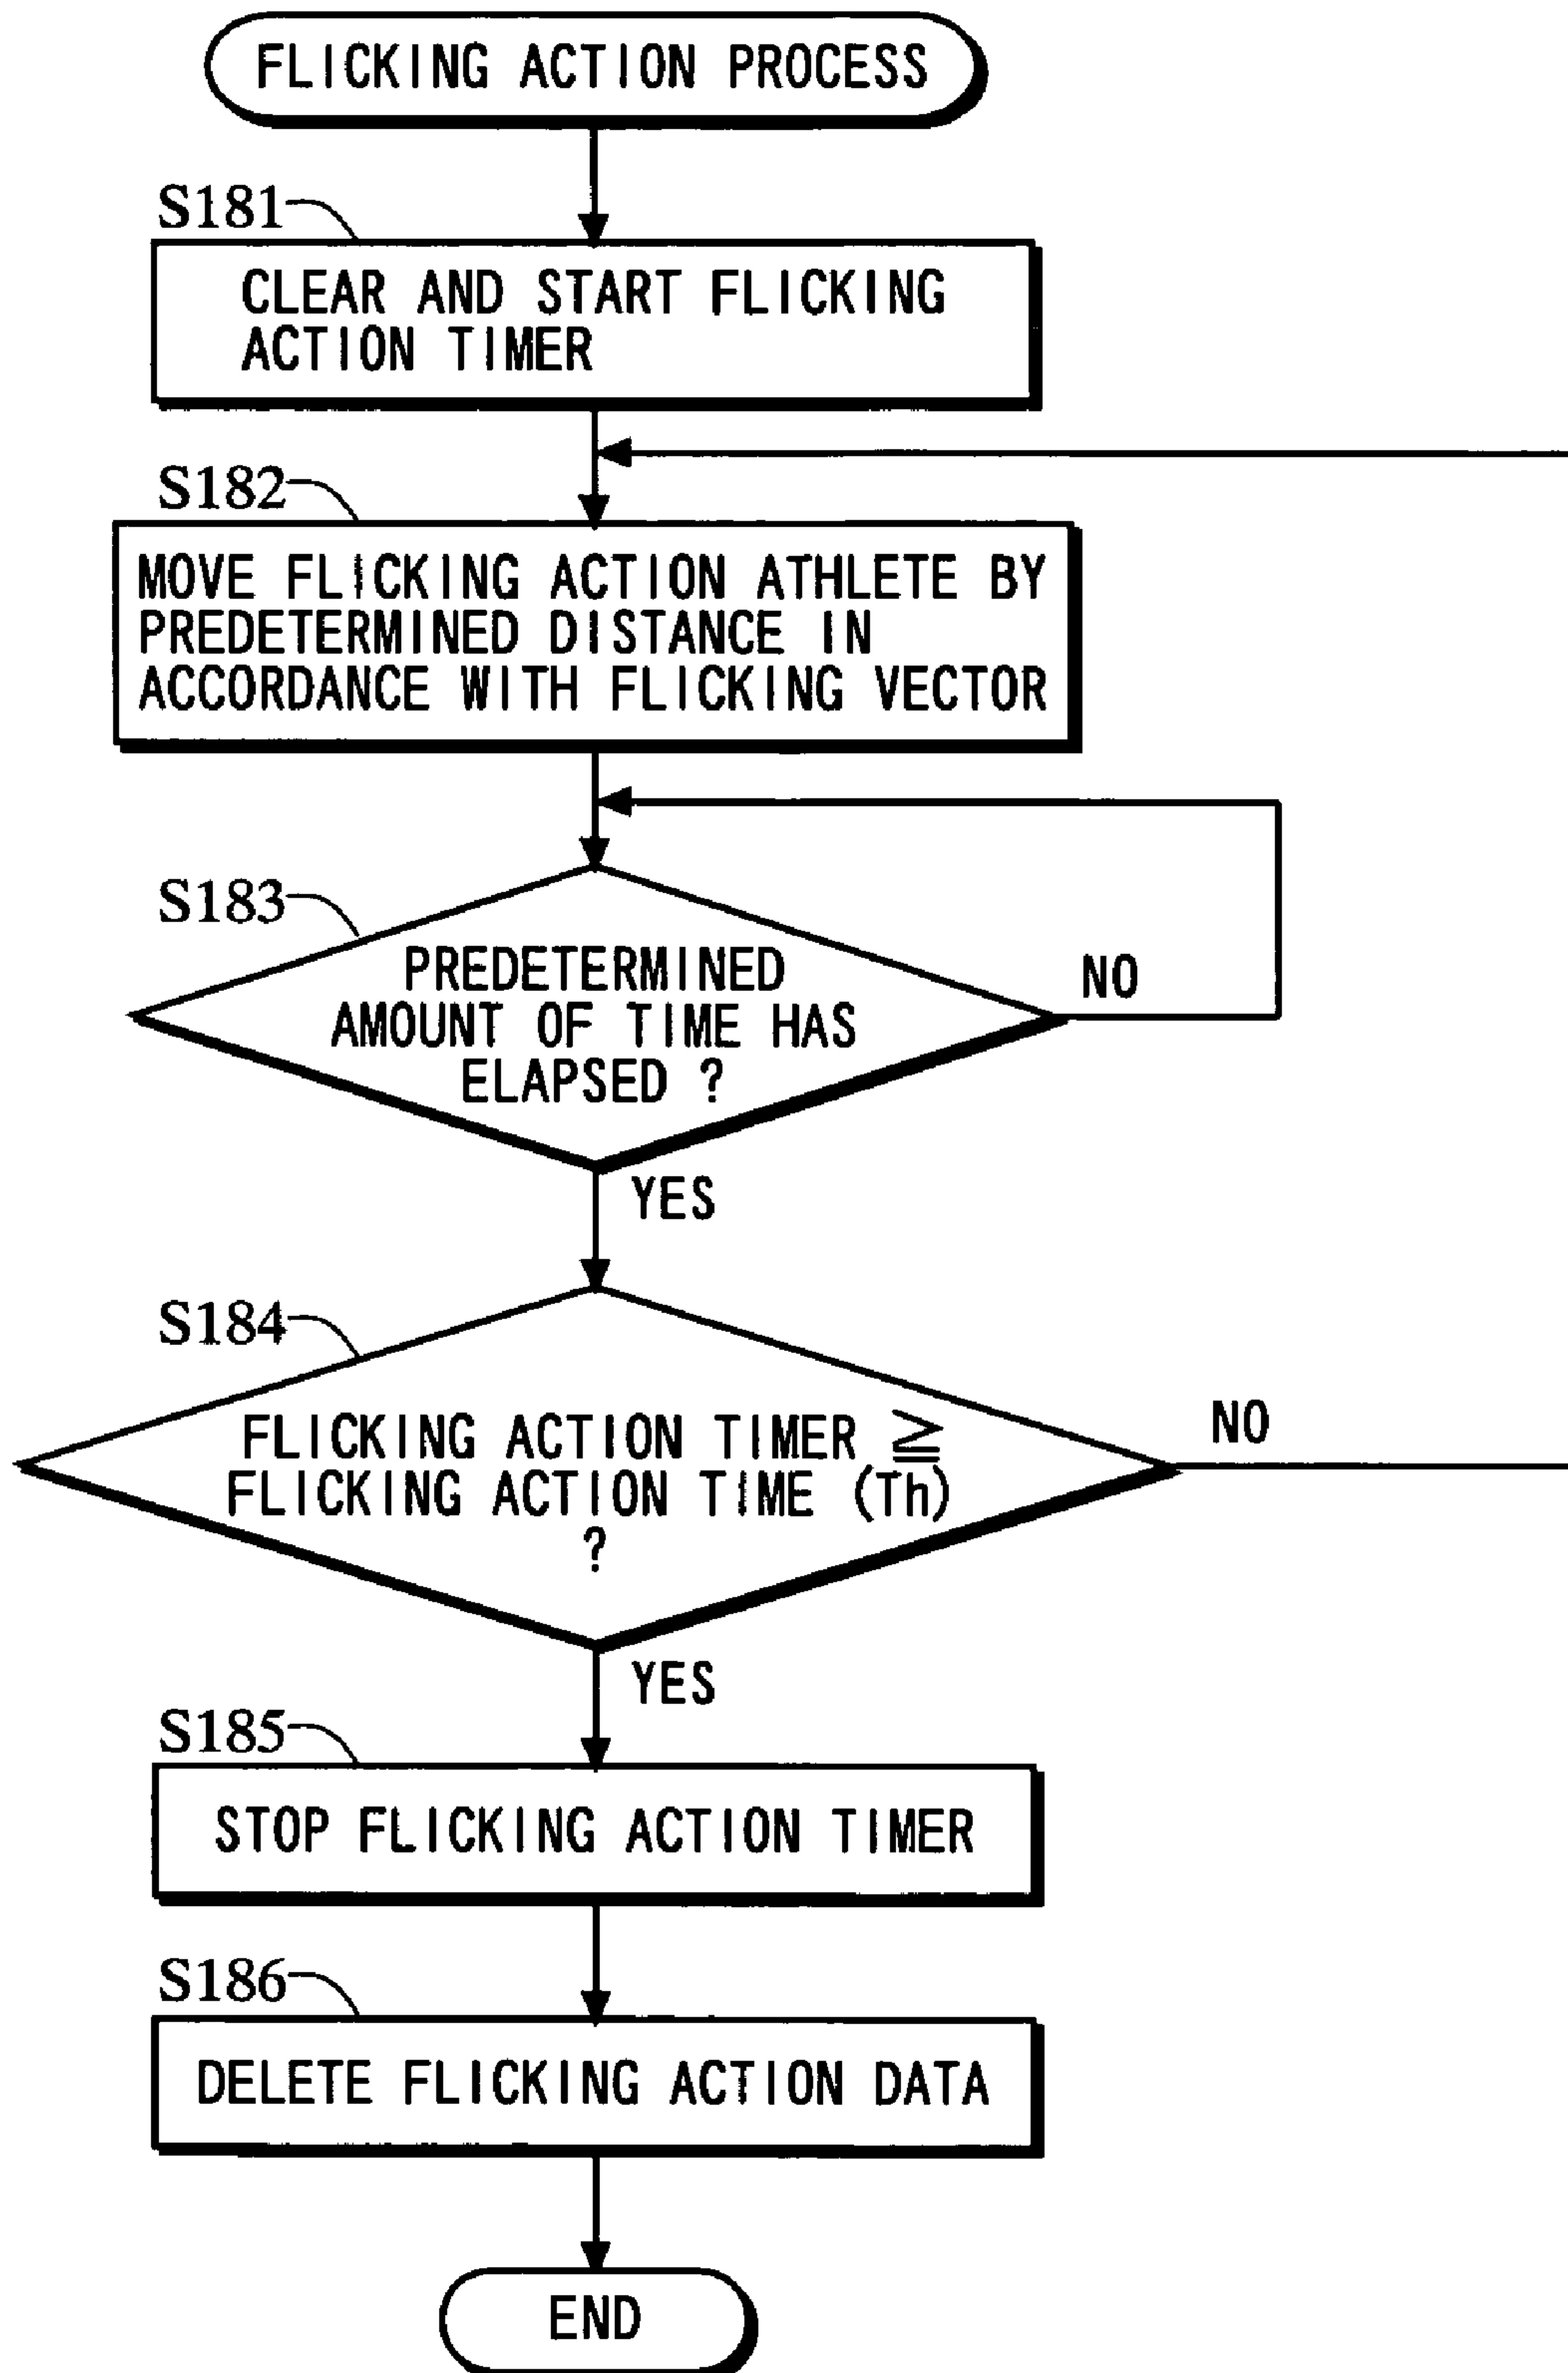 FLICKING ACTION PROCESS
S181
CLEAR AND START FLICKING
ACTION TIMER
S182
MOVE FLICKING ACTION ATHLETE BY
PREDETERMINED DISTANCE IN
ACCORDANCE WITH FLICKING VECTOR
S183
PREDETERMINED
AMOUNT OF TIME HAS
ELAPSED ?
NO
YES
S184
FLICKING ACTION TIMER ≧
FLICKING ACTION TIME (Th)
?
NO
YES
S185
STOP FLICKING ACTION TIMER
S186
DELETE FLICKING ACTION DATA
END